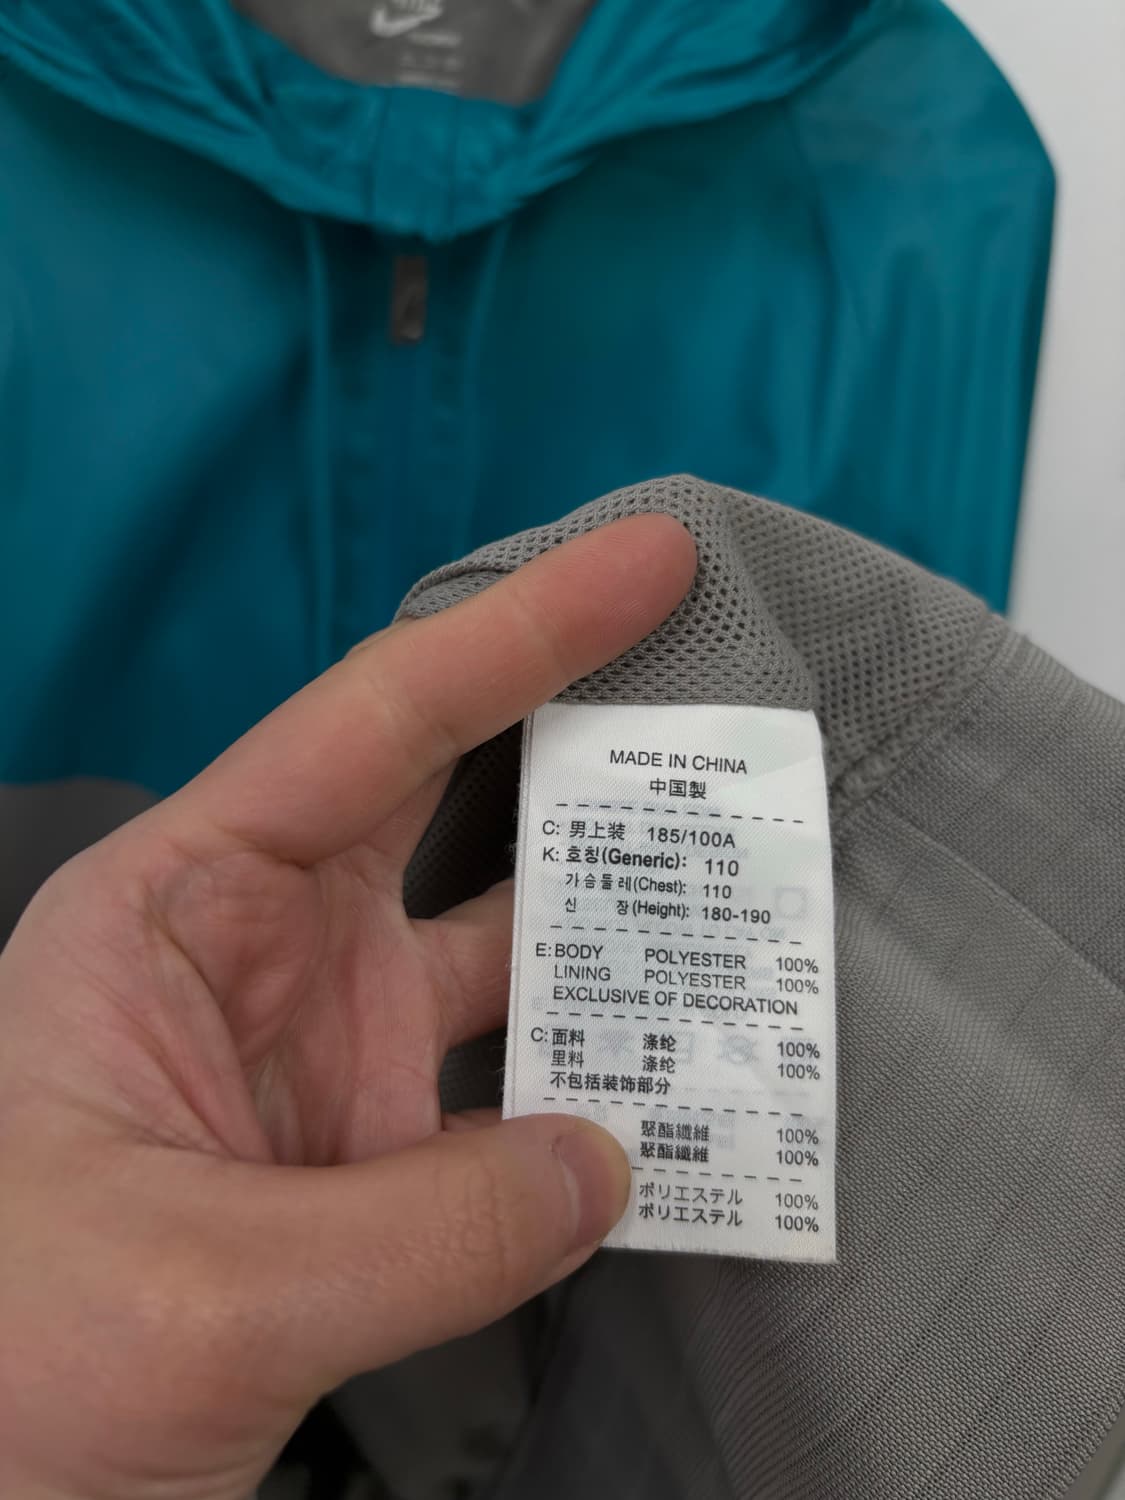 MADE IN CHINA
中国製
C: 男上装 185/100A
K: 호칭(Generic): 110
가슴둘레(Chest): 110
신 장(Height): 180-190
E: BODY POLYESTER 100%
LINING POLYESTER 100%
EXCLUSIVE OF DECORATION
C: 面料 涤纶 100%
里料 涤纶 100%
不包括装饰部分
聚酯纖維 100%
聚酯纖維 100%
ポリエステル 100%
ポリエステル 100%